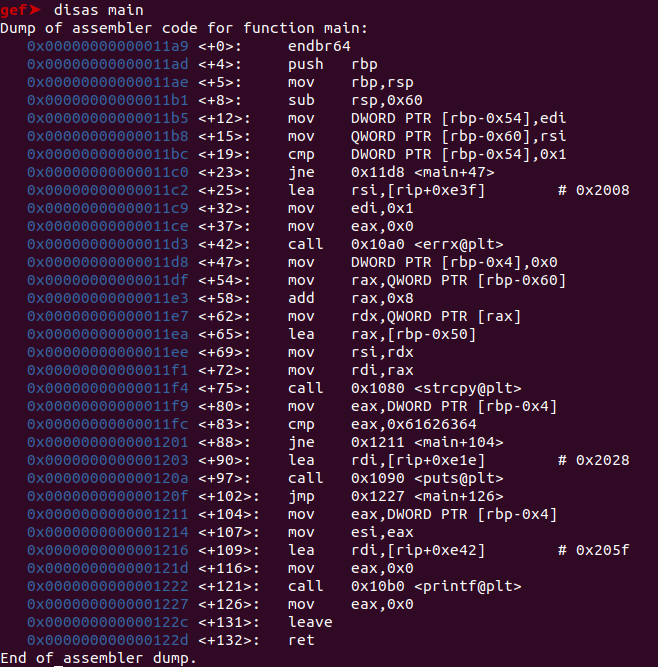 gef➤  disas main
Dump of assembler code for function main:
   0x00000000000011a9 <+0>:     endbr64
   0x00000000000011ad <+4>:     push   rbp
   0x00000000000011ae <+5>:     mov    rbp,rsp
   0x00000000000011b1 <+8>:     sub    rsp,0x60
   0x00000000000011b5 <+12>:    mov    DWORD PTR [rbp-0x54],edi
   0x00000000000011b8 <+15>:    mov    QWORD PTR [rbp-0x60],rsi
   0x00000000000011bc <+19>:    cmp    DWORD PTR [rbp-0x54],0x1
   0x00000000000011c0 <+23>:    jne    0x11d8 <main+47>
   0x00000000000011c2 <+25>:    lea    rsi,[rip+0xe3f]        # 0x2008
   0x00000000000011c9 <+32>:    mov    edi,0x1
   0x00000000000011ce <+37>:    mov    eax,0x0
   0x00000000000011d3 <+42>:    call   0x10a0 <errx@plt>
   0x00000000000011d8 <+47>:    mov    DWORD PTR [rbp-0x4],0x0
   0x00000000000011df <+54>:    mov    rax,QWORD PTR [rbp-0x60]
   0x00000000000011e3 <+58>:    add    rax,0x8
   0x00000000000011e7 <+62>:    mov    rdx,QWORD PTR [rax]
   0x00000000000011ea <+65>:    lea    rax,[rbp-0x50]
   0x00000000000011ee <+69>:    mov    rsi,rdx
   0x00000000000011f1 <+72>:    mov    rdi,rax
   0x00000000000011f4 <+75>:    call   0x1080 <strcpy@plt>
   0x00000000000011f9 <+80>:    mov    eax,DWORD PTR [rbp-0x4]
   0x00000000000011fc <+83>:    cmp    eax,0x61626364
   0x0000000000001201 <+88>:    jne    0x1211 <main+104>
   0x0000000000001203 <+90>:    lea    rdi,[rip+0xe1e]        # 0x2028
   0x000000000000120a <+97>:    call   0x1090 <puts@plt>
   0x000000000000120f <+102>:   jmp    0x1227 <main+126>
   0x0000000000001211 <+104>:   mov    eax,DWORD PTR [rbp-0x4]
   0x0000000000001214 <+107>:   mov    esi,eax
   0x0000000000001216 <+109>:   lea    rdi,[rip+0xe42]        # 0x205f
   0x000000000000121d <+116>:   mov    eax,0x0
   0x0000000000001222 <+121>:   call   0x10b0 <printf@plt>
   0x0000000000001227 <+126>:   mov    eax,0x0
   0x000000000000122c <+131>:   leave
   0x000000000000122d <+132>:   ret
End of assembler dump.